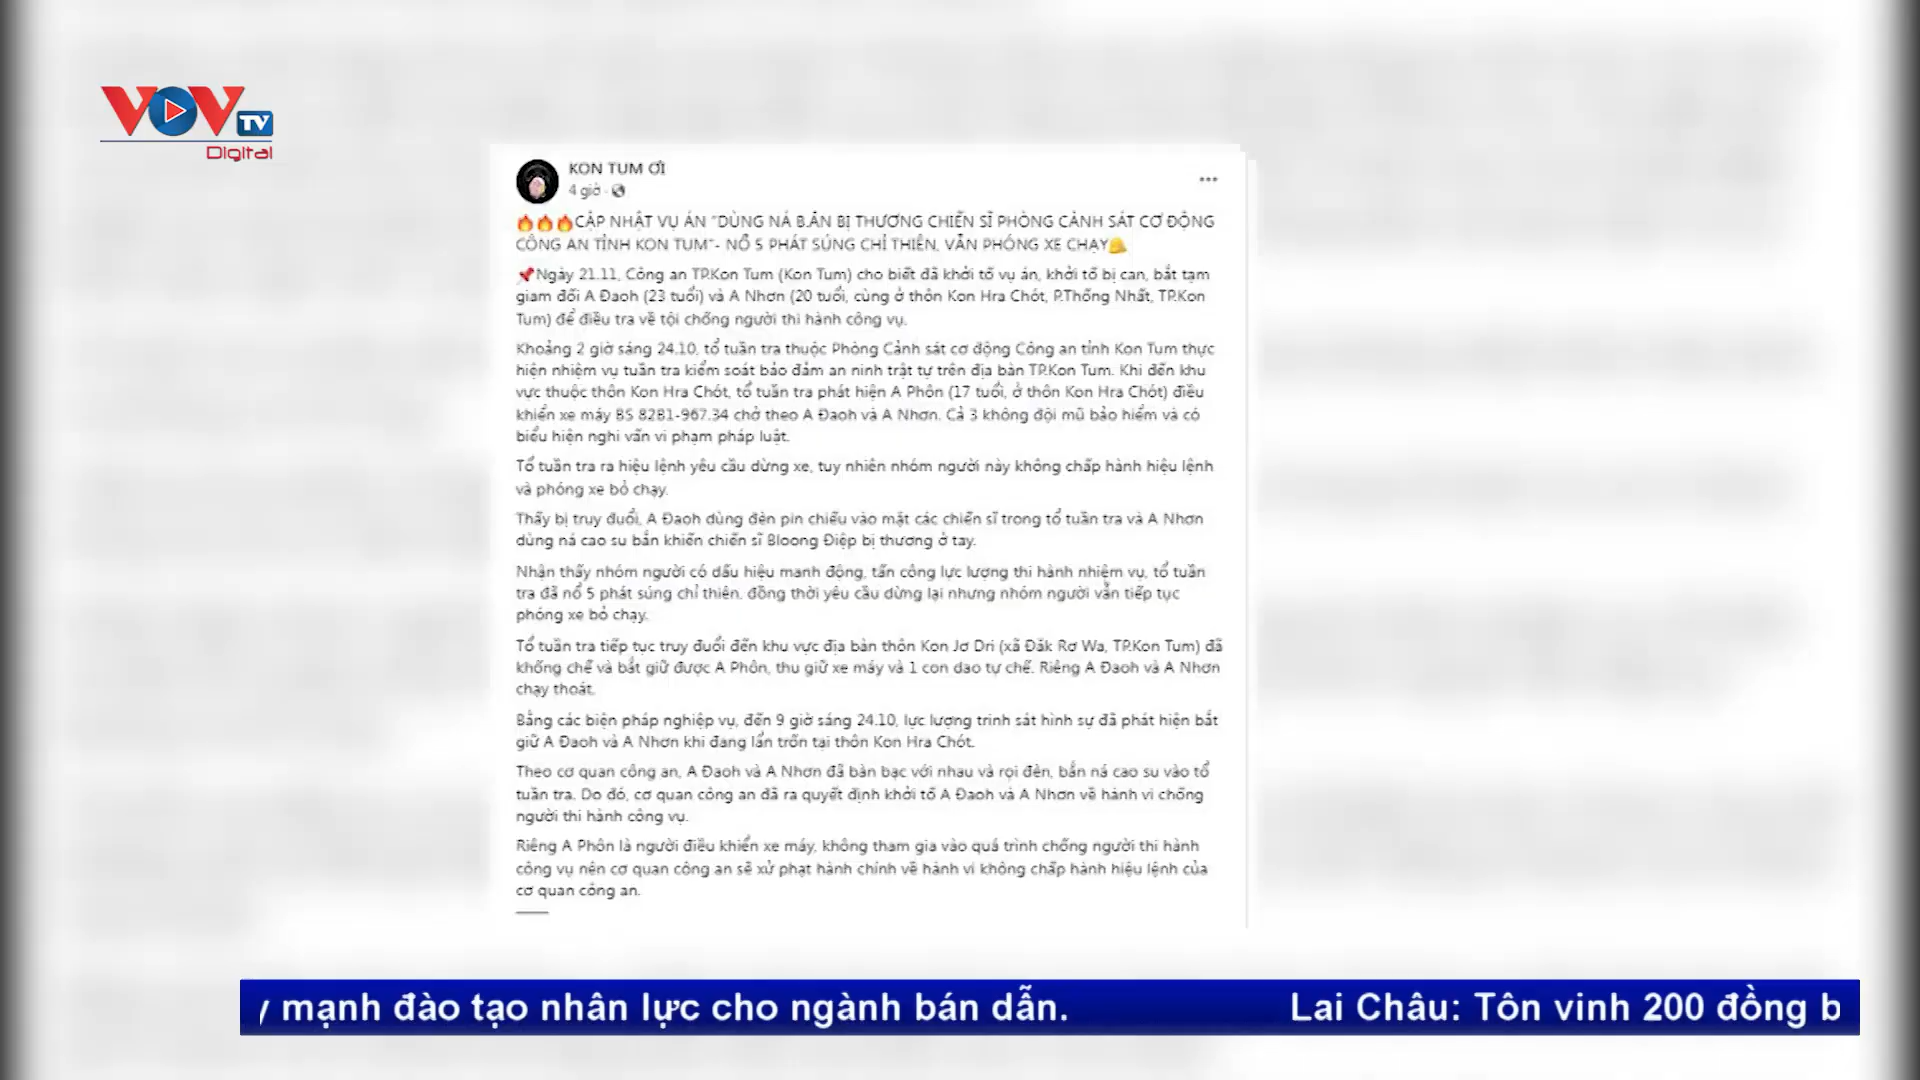 VOV TV
Digital
KON TUM ƠI
4 giờ ·
CẬP NHẬT VỤ ÁN "DÙNG NÁ B.ẮN BỊ THƯƠNG CHIẾN SĨ PHÒNG CẢNH SÁT CƠ ĐỘNG
CÔNG AN TỈNH KON TUM"- NỔ 5 PHÁT SÚNG CHỈ THIÊN, VẪN PHÓNG XE CHẠY
Ngày 21.11, Công an TP.Kon Tum (Kon Tum) cho biết đã khởi tố vụ án, khởi tố bị can, bắt tạm
giam đối A Đaoh (23 tuổi) và A Nhơn (20 tuổi, cùng ở thôn Kon Hra Chót, P.Thống Nhất, TP.Kon
Tum) để điều tra về tội chống người thi hành công vụ.
Khoảng 2 giờ sáng 24.10, tổ tuần tra thuộc Phòng Cảnh sát cơ động Công an tỉnh Kon Tum thực
hiện nhiệm vụ tuần tra kiểm soát bảo đảm an ninh trật tự trên địa bàn TP.Kon Tum. Khi đến khu
vực thuộc thôn Kon Hra Chót, tổ tuần tra phát hiện A Phôn (17 tuổi, ở thôn Kon Hra Chót) điều
khiển xe máy BS 82B1-967.34 chở theo A Đaoh và A Nhơn. Cả 3 không đội mũ bảo hiểm và có
biểu hiện nghi vấn vi phạm pháp luật.
Tổ tuần tra ra hiệu lệnh yêu cầu dừng xe, tuy nhiên nhóm người này không chấp hành hiệu lệnh
và phóng xe bỏ chạy.
Thấy bị truy đuổi, A Đaoh dùng đèn pin chiếu vào mặt các chiến sĩ trong tổ tuần tra và A Nhơn
dùng ná cao su bắn khiến chiến sĩ Bloong Điệp bị thương ở tay.
Nhận thấy nhóm người có dấu hiệu manh động, tấn công lực lượng thi hành nhiệm vụ, tổ tuần
tra đã nổ 5 phát súng chỉ thiên, đồng thời yêu cầu dừng lại nhưng nhóm người vẫn tiếp tục
phóng xe bỏ chạy.
Tổ tuần tra tiếp tục truy đuổi đến khu vực địa bàn thôn Kon Jơ Dri (xã Đăk Rơ Wa, TP.Kon Tum) đã
khống chế và bắt giữ được A Phôn, thu giữ xe máy và 1 con dao tự chế. Riêng A Đaoh và A Nhơn
chạy thoát.
Bằng các biện pháp nghiệp vụ, đến 9 giờ sáng 24.10, lực lượng trinh sát hình sự đã phát hiện bắt
giữ A Đaoh và A Nhơn khi đang lẩn trốn tại thôn Kon Hra Chót.
Theo cơ quan công an, A Đaoh và A Nhơn đã bàn bạc với nhau và rọi đèn, bắn ná cao su vào tổ
tuần tra. Do đó, cơ quan công an đã ra quyết định khởi tố A Đaoh và A Nhơn về hành vi chống
người thi hành công vụ.
Riêng A Phôn là người điều khiển xe máy, không tham gia vào quá trình chống người thi hành
công vụ nên cơ quan công an sẽ xử phạt hành chính về hành vi không chấp hành hiệu lệnh của
cơ quan công an.
mạnh đào tạo nhân lực cho ngành bán dẫn. Lai Châu: Tôn vinh 200 đồng b